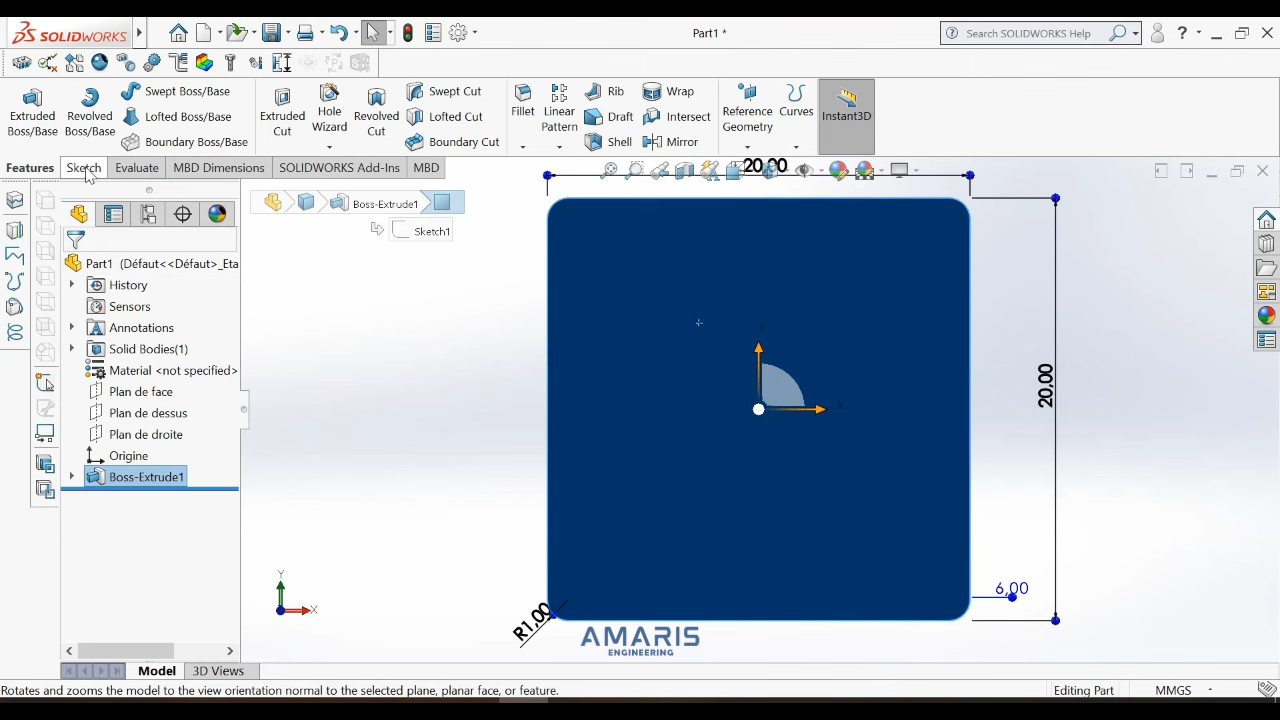 SOLIDWORKS
Part1 *
Search SOLIDWORKS Help
Extruded Boss/Base
Revolved Boss/Base
Swept Boss/Base
Lofted Boss/Base
Boundary Boss/Base
Extruded Cut
Hole Wizard
Revolved Cut
Swept Cut
Lofted Cut
Boundary Cut
Fillet
Linear Pattern
Rib
Draft
Shell
Wrap
Intersect
Mirror
Reference Geometry
Curves
Instant3D
Features
Sketch
Evaluate
MBD Dimensions
SOLIDWORKS Add-Ins
MBD
20,00
Boss-Extrude1
Sketch1
Part1 (Défaut<<Défaut>_Eta
History
Sensors
Annotations
Solid Bodies(1)
Material <not specified>
Plan de face
Plan de dessus
Plan de droite
Origine
Boss-Extrude1
Y
X
20,00
6,00
R1,00
Y
X
AMARIS
ENGINEERING
Model
3D Views
Rotates and zooms the model to the view orientation normal to the selected plane, planar face, or feature.
Editing Part
MMGS